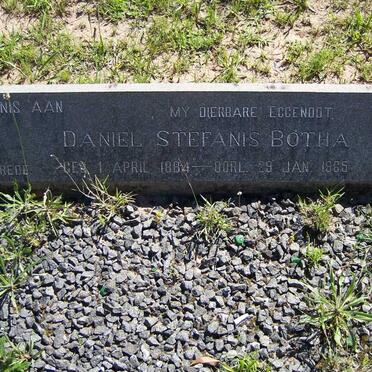 NIS AAN
MY DIERBARE EGGENOOT
DANIEL STEFANIS BOTHA
GEB. 1 APRIL 1884 — OORL. 29 JAN. 1965
REDE